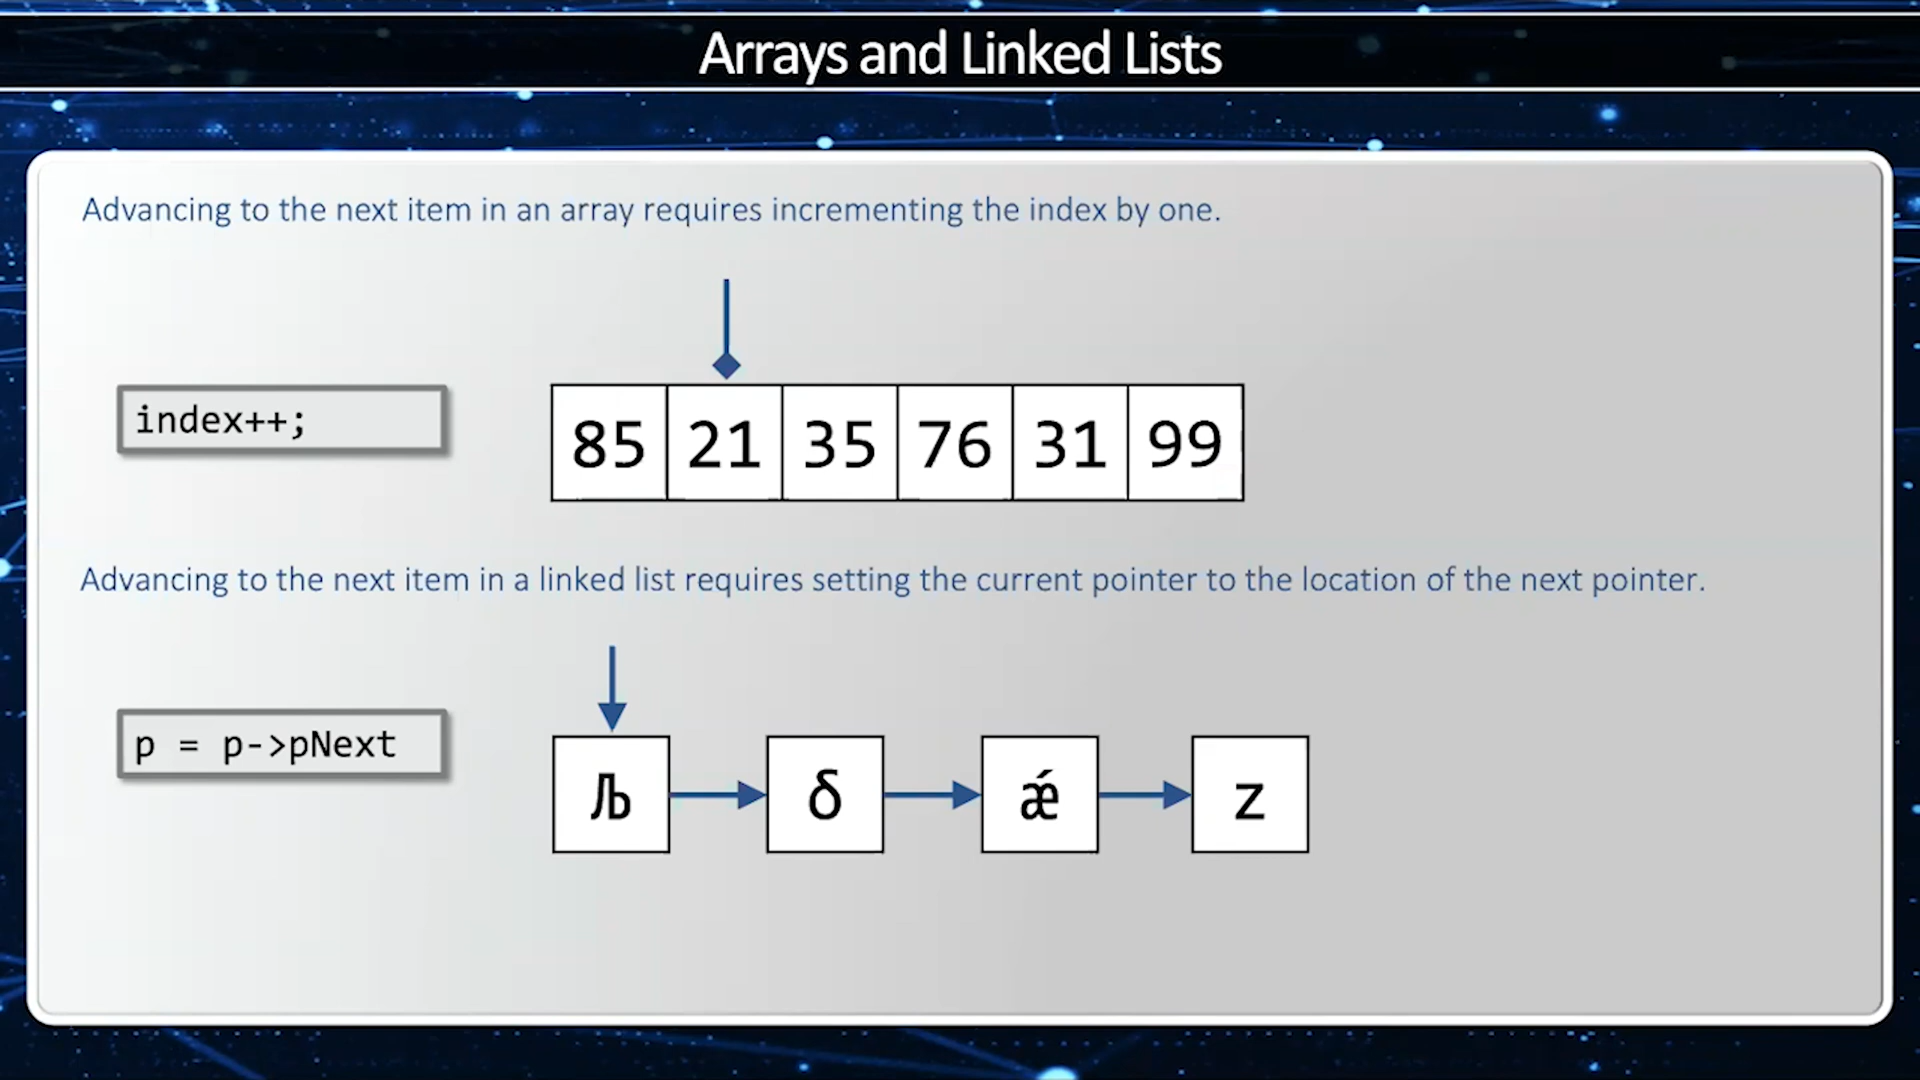 Arrays and Linked Lists
Advancing to the next item in an array requires incrementing the index by one.
index++;
85 21 35 76 31 99
Advancing to the next item in a linked list requires setting the current pointer to the location of the next pointer.
p = p->pNext
Љ δ ǽ z